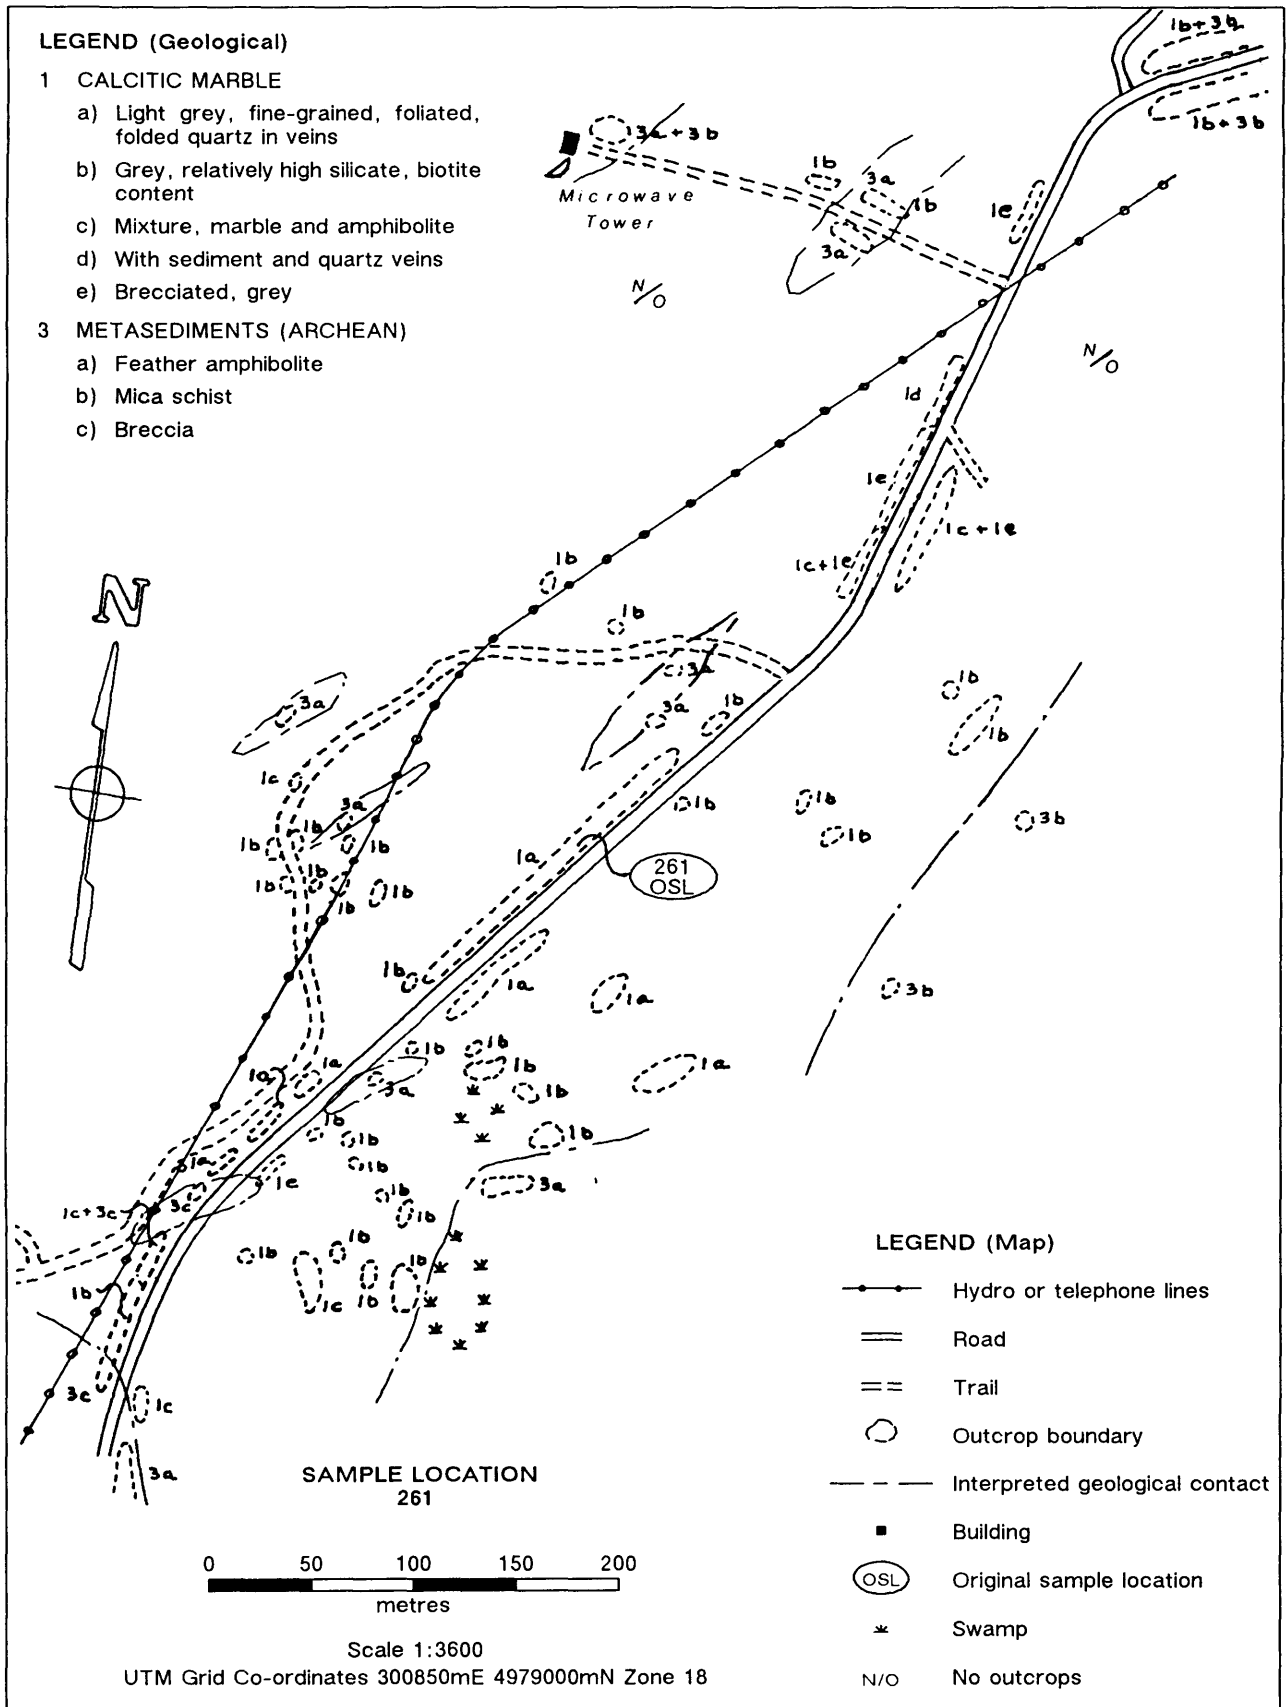 LEGEND (Geological)
1 CALCITIC MARBLE
a) Light grey, fine-grained, foliated,
folded quartz in veins
b) Grey, relatively high silicate, biotite
content
c) Mixture, marble and amphibolite
d) With sediment and quartz veins
e) Brecciated, grey
3 METASEDIMENTS (ARCHEAN)
a) Feather amphibolite
b) Mica schist
c) Breccia
1b+3b
1b+3b
3a+3b
Microwave
Tower
1b
3a
1b
3a
1e
N/O
N/O
1d
1e
1c+1e
1c+1e
1b
1b
N
3a
3a
3a
1b
1b
1b
1c
3a
1b
1b
1b
1b
1b
1b
1b
1b
1b
1b
3b
1a
261
OSL
1b
1a
1a
3b
1b
1b
1b
1a
1a
1a
3a
1b
1b
1b
1b
1b
1a
1e
3a
1c+3c
3c
1b
1b
1b
1b
1b
1c
1b
1b
1b
3c
1c
3a
SAMPLE LOCATION
261
0 50 100 150 200
metres
Scale 1:3600
UTM Grid Co-ordinates 300850mE 4979000mN Zone 18
LEGEND (Map)
Hydro or telephone lines
Road
Trail
Outcrop boundary
Interpreted geological contact
Building
OSL Original sample location
Swamp
N/O No outcrops